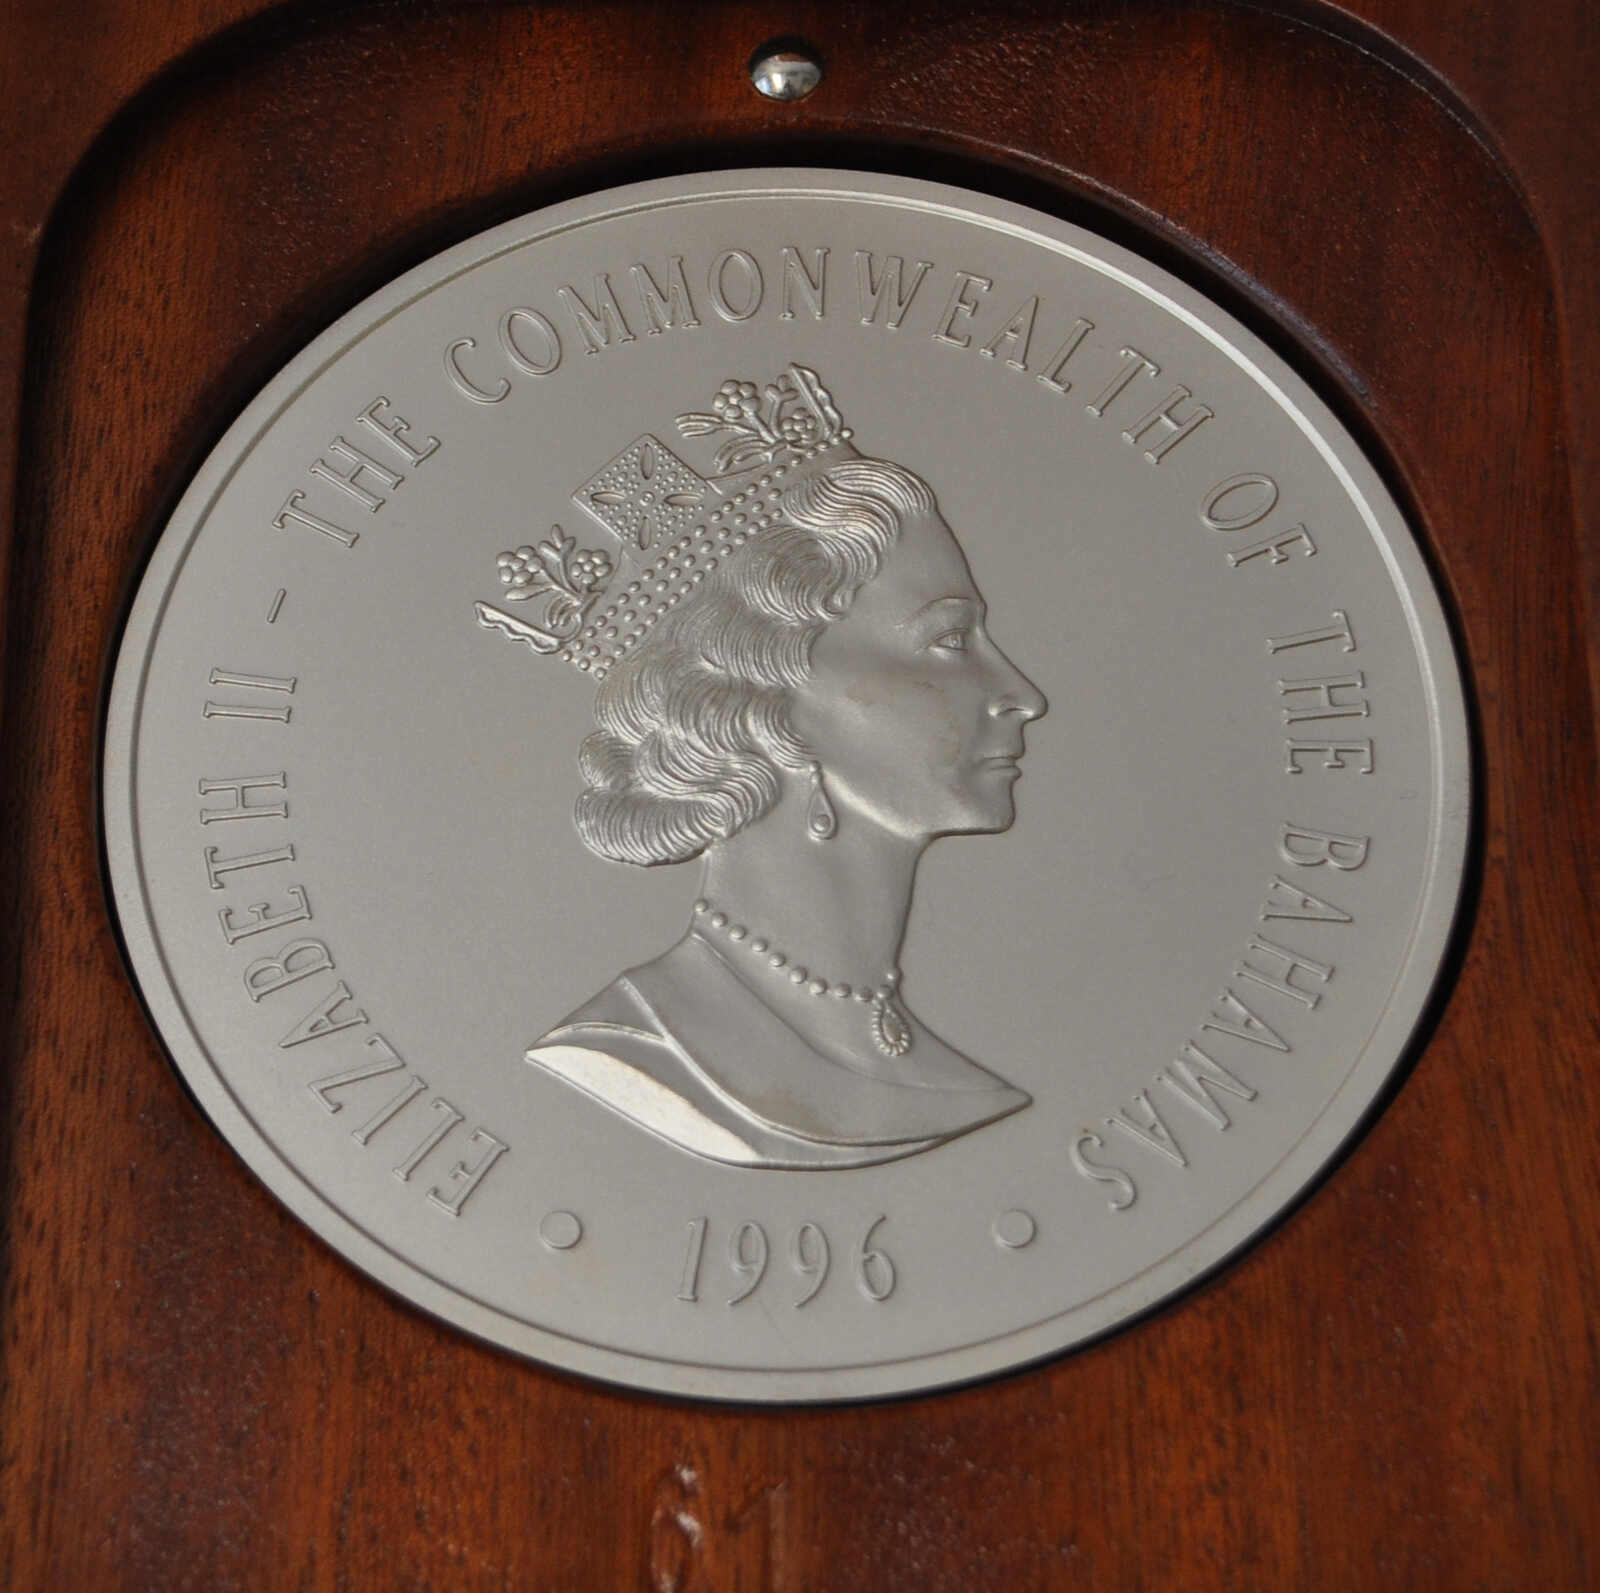 ELIZABETH II - THE COMMONWEALTH OF THE BAHAMAS
• 1996 •